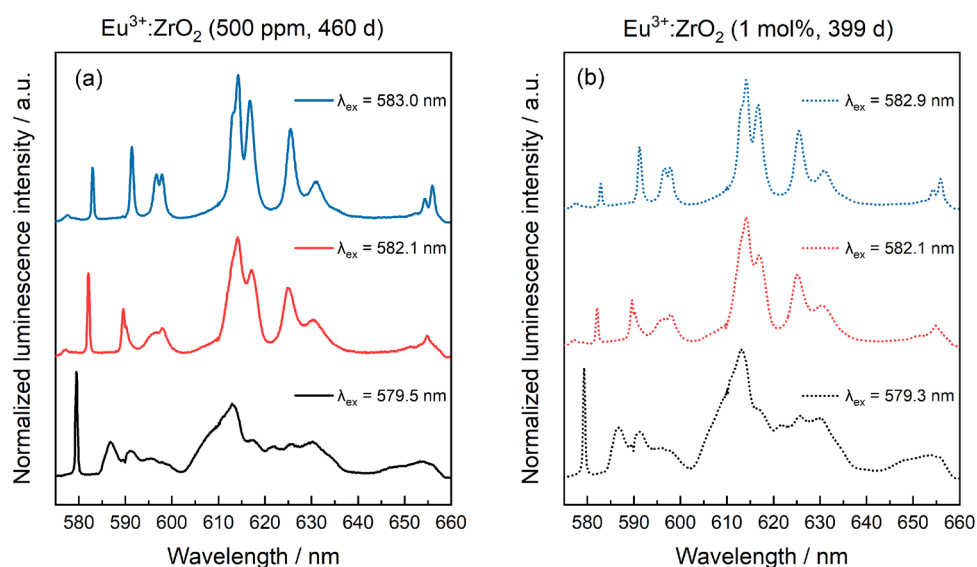 Eu³⁺:ZrO₂ (500 ppm, 460 d)
(a)
λₑₓ = 583.0 nm
λₑₓ = 582.1 nm
λₑₓ = 579.5 nm
Normalized luminescence intensity / a.u.
580 590 600 610 620 630 640 650 660
Wavelength / nm
Eu³⁺:ZrO₂ (1 mol%, 399 d)
(b)
λₑₓ = 582.9 nm
λₑₓ = 582.1 nm
λₑₓ = 579.3 nm
Normalized luminescence intensity / a.u.
580 590 600 610 620 630 640 650 660
Wavelength / nm